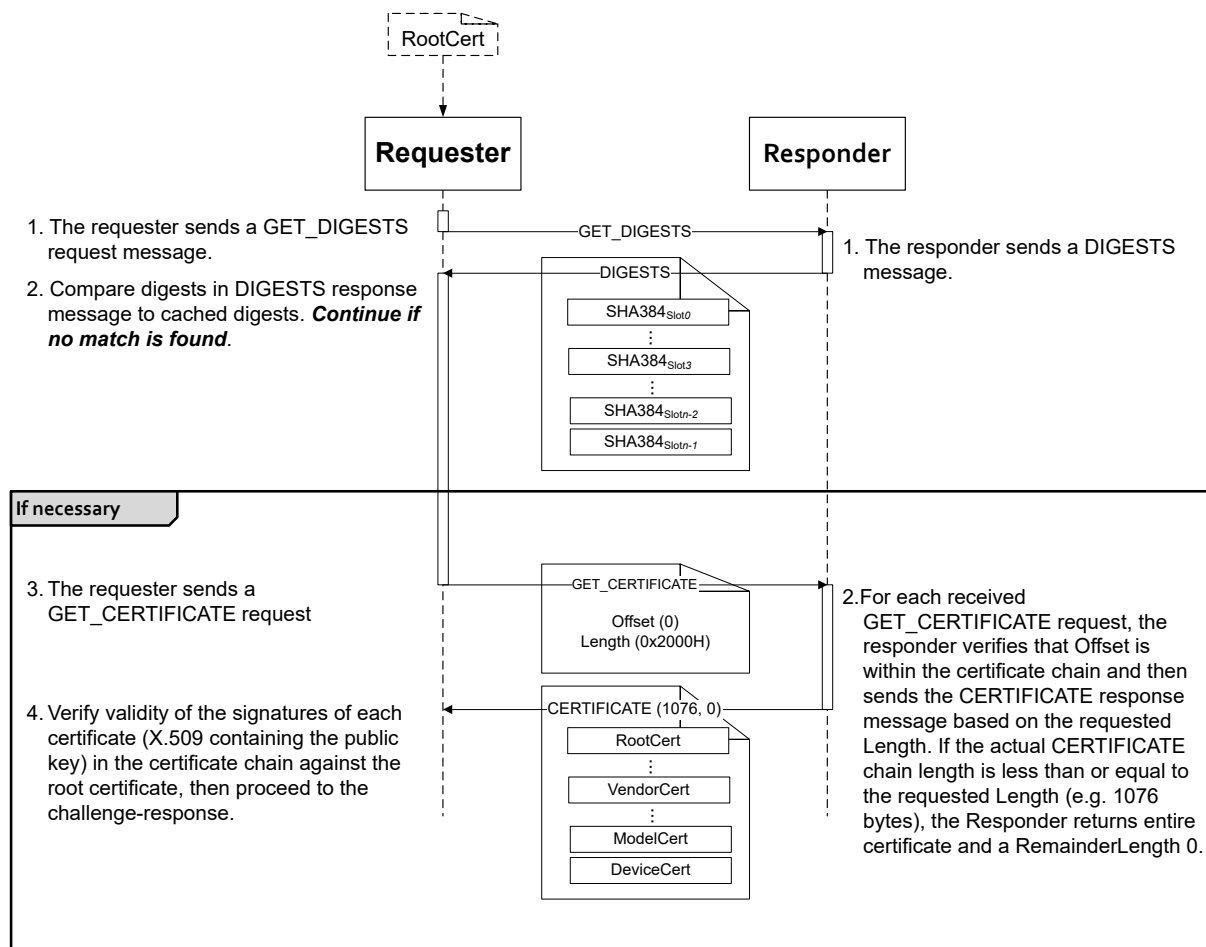 RootCert
Requester
Responder
1. The requester sends a GET_DIGESTS
request message.
2. Compare digests in DIGESTS response
message to cached digests. Continue if
no match is found.
GET_DIGESTS
1. The responder sends a DIGESTS
message.
DIGESTS
SHA384Slot0
⋮
SHA384Slot3
⋮
SHA384Slotn-2
SHA384Slotn-1
If necessary
3. The requester sends a
GET_CERTIFICATE request
GET_CERTIFICATE
Offset (0)
Length (0x2000H)
2.For each received
GET_CERTIFICATE request, the
responder verifies that Offset is
within the certificate chain and then
sends the CERTIFICATE response
message based on the requested
Length. If the actual CERTIFICATE
chain length is less than or equal to
the requested Length (e.g. 1076
bytes), the Responder returns entire
certificate and a RemainderLength 0.
4. Verify validity of the signatures of each
certificate (X.509 containing the public
key) in the certificate chain against the
root certificate, then proceed to the
challenge-response.
CERTIFICATE (1076, 0)
RootCert
⋮
VendorCert
⋮
ModelCert
DeviceCert